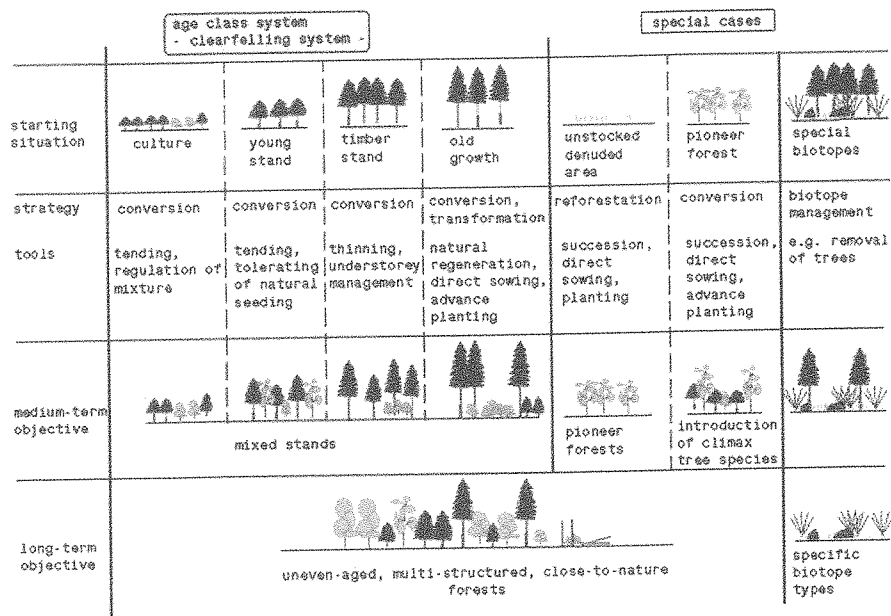 age class system
- clearfelling system -
special cases
starting
situation
culture
young
stand
timber
stand
old
growth
unstocked
denuded
area
pioneer
forest
special
biotopes
strategy
conversion
conversion
conversion
conversion,
transformation
reforestation
conversion
biotope
management
tools
tending,
regulation of
mixture
tending,
tolerating
of natural
seeding
thinning,
understorey
management
natural
regeneration,
direct sowing,
advance
planting
succession,
direct
sowing,
planting
succession,
direct
sowing,
advance
planting
e.g. removal
of trees
medium-term
objective
mixed stands
pioneer
forests
introduction
of climax
tree species
long-term
objective
uneven-aged, multi-structured, close-to-nature
forests
specific
biotope
types